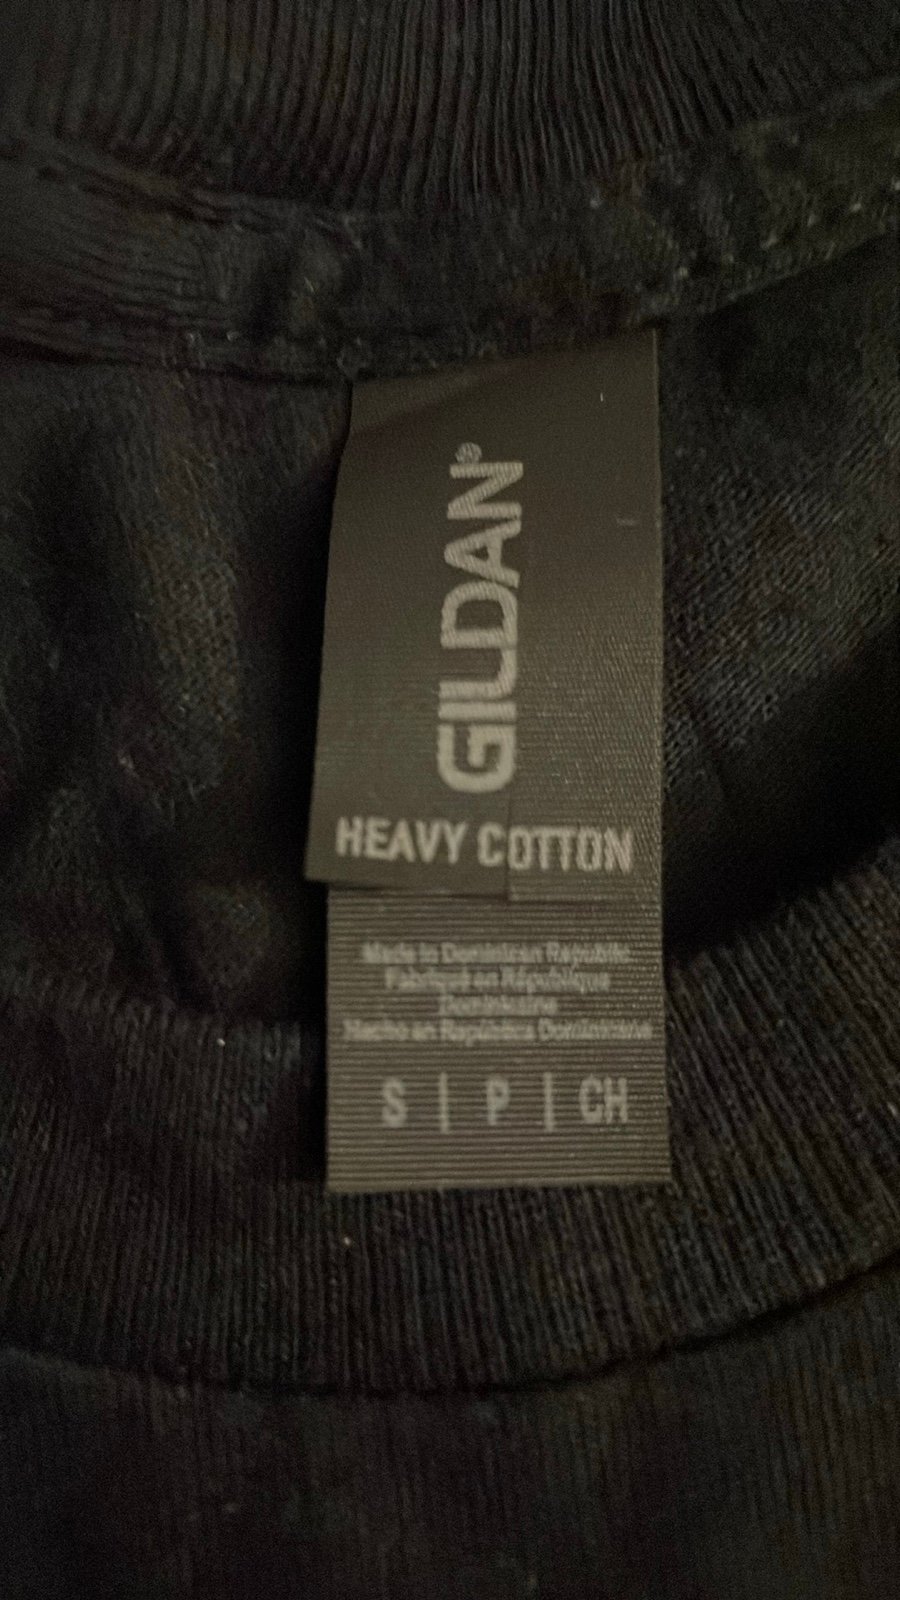 GILDAN®
HEAVY COTTON
Made in Dominican Republic
Fabriqué en République
Dominicaine
Hecho en República Dominicana
S | P | CH